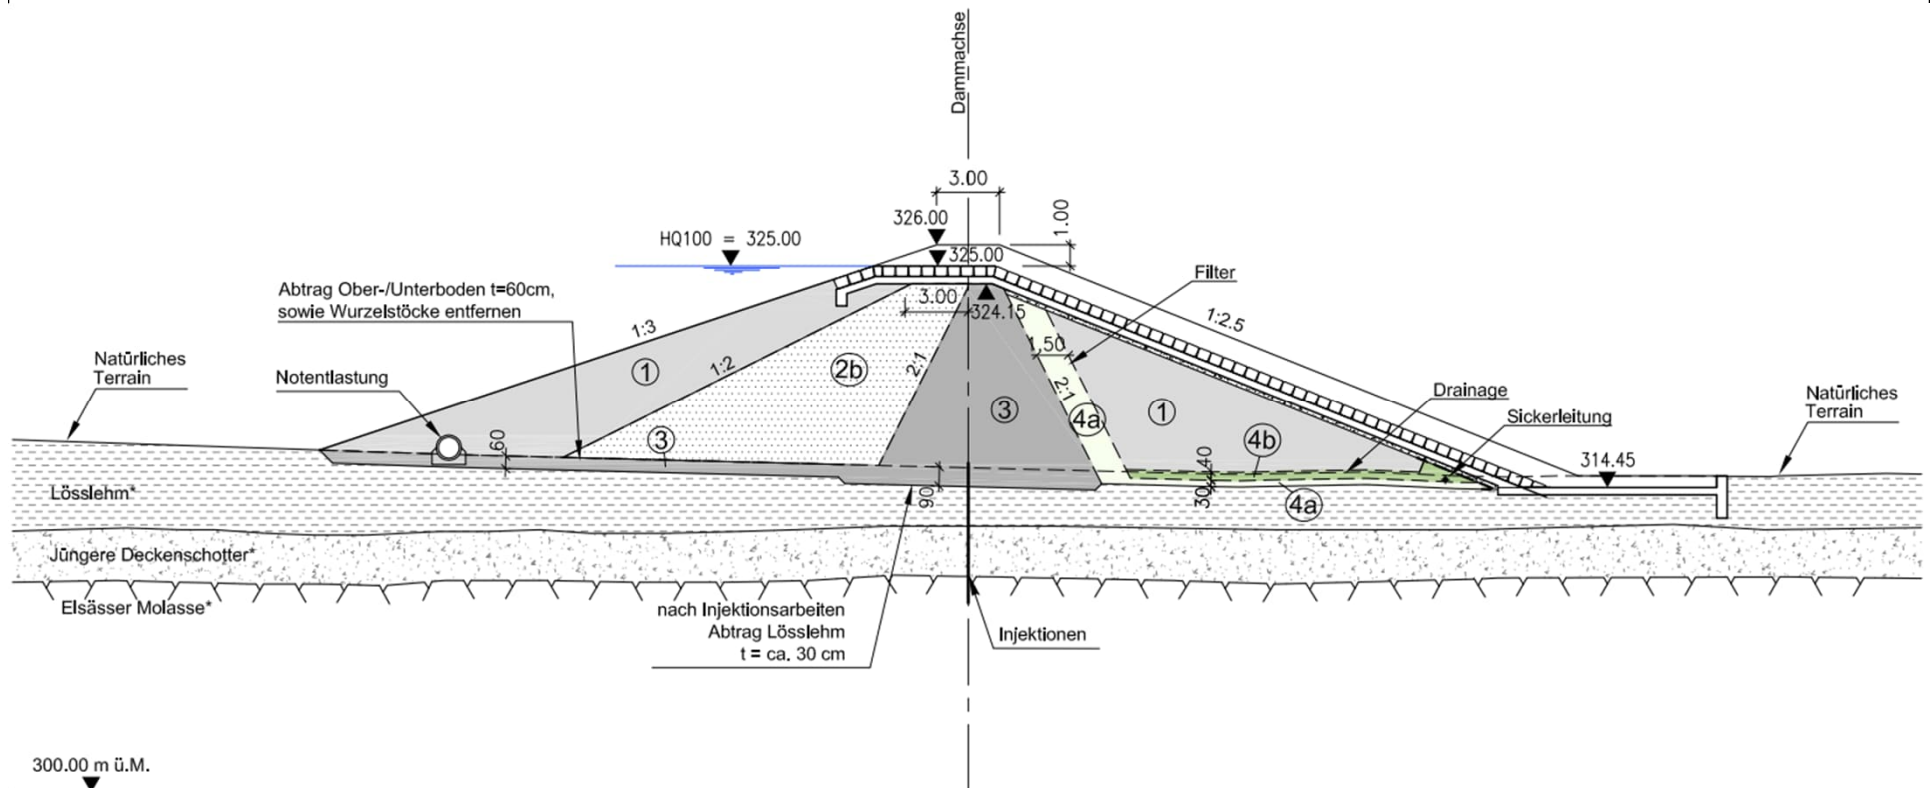 Dammachse
3.00
326.00
1.00
HQ100 = 325.00
325.00
Filter
Abtrag Ober-/Unterboden t=60cm,
sowie Wurzelstöcke entfernen
3.00
324.15
1:2.5
1:3
1,50
Natürliches
Terrain
Notentlastung
1
1:2
2b
2:1
2:1
Drainage
Natürliches
Terrain
3
4a
1
Sickerleitung
60
3
4b
40
314.45
Lösslehm*
90
30
4a
Jüngere Deckenschotter*
Elsässer Molasse*
nach Injektionsarbeiten
Abtrag Lösslehm
t = ca. 30 cm
Injektionen
300.00 m ü.M.